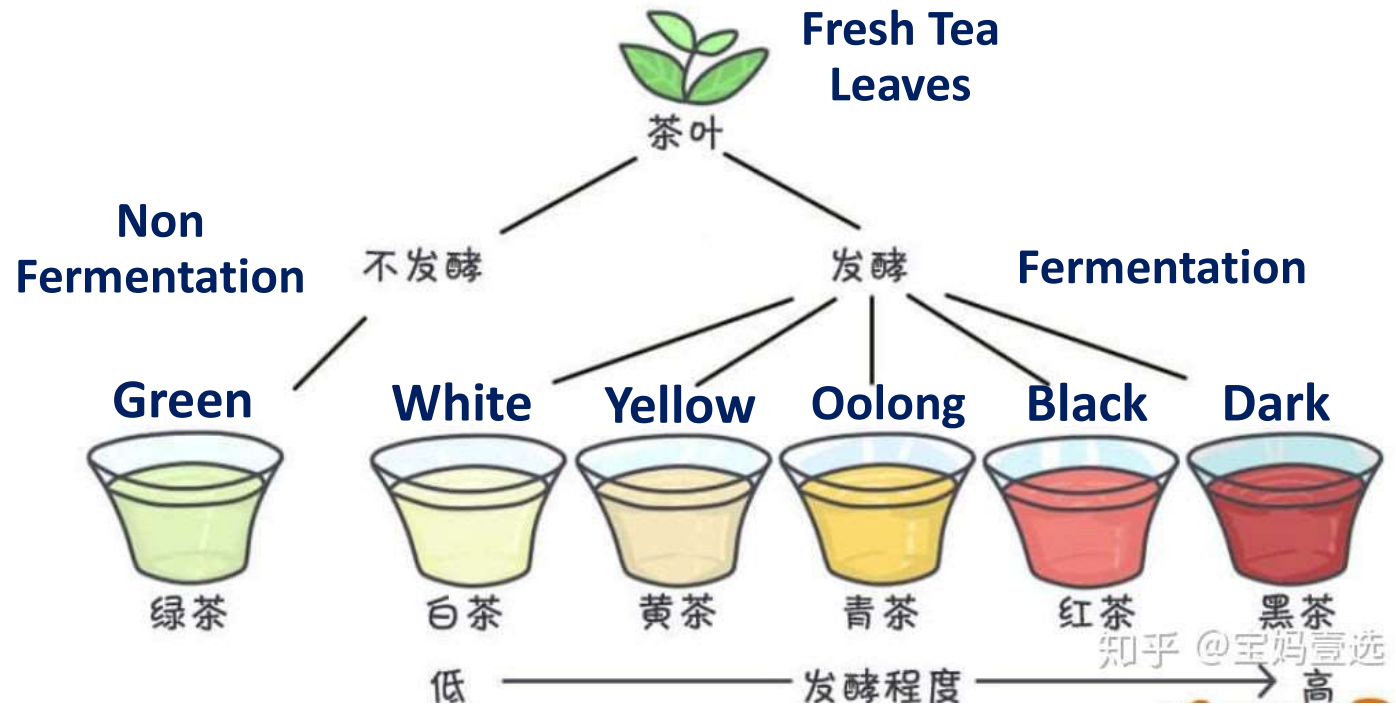 Fresh Tea
Leaves
茶叶
Non
Fermentation
不发酵
发酵
Fermentation
Green
White
Yellow
Oolong
Black
Dark
绿茶
白茶
黄茶
青茶
红茶
黑茶
知乎 @宝妈壹选
低
发酵程度
高